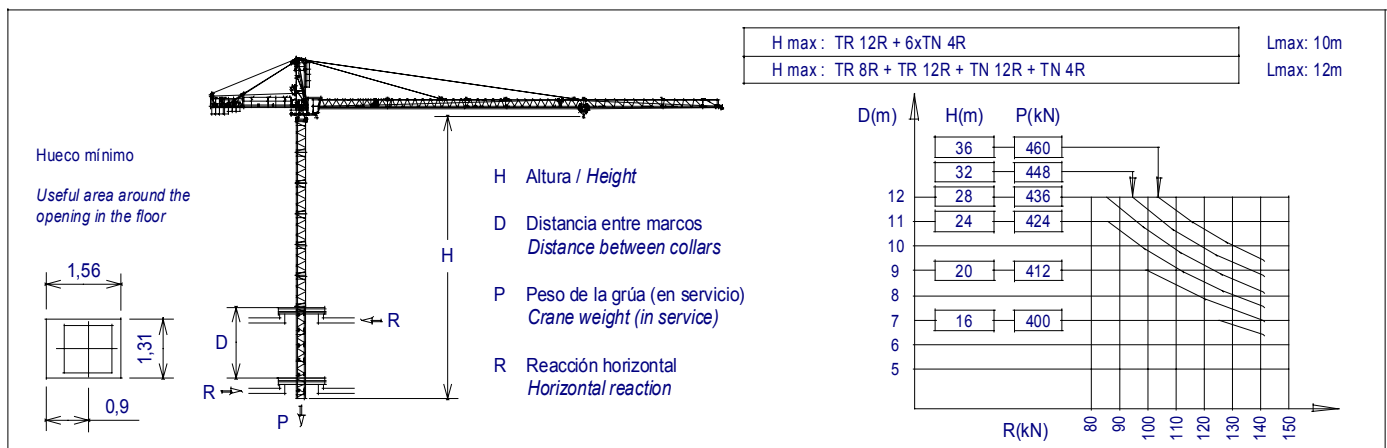 H max : TR 12R + 6xTN 4R
Lmax: 10m
H max : TR 8R + TR 12R + TN 12R + TN 4R
Lmax: 12m
Hueco mínimo
Useful area around the
opening in the floor
1,56
1,31
0,9
H
D
R
R
P
H Altura / Height
D Distancia entre marcos
Distance between collars
P Peso de la grúa (en servicio)
Crane weight (in service)
R Reacción horizontal
Horizontal reaction
D(m) H(m) P(kN)
36 460
32 448
12 28 436
11 24 424
10
9 20 412
8
7 16 400
6
5
80 90 100 110 120 130 140 150
R(kN)